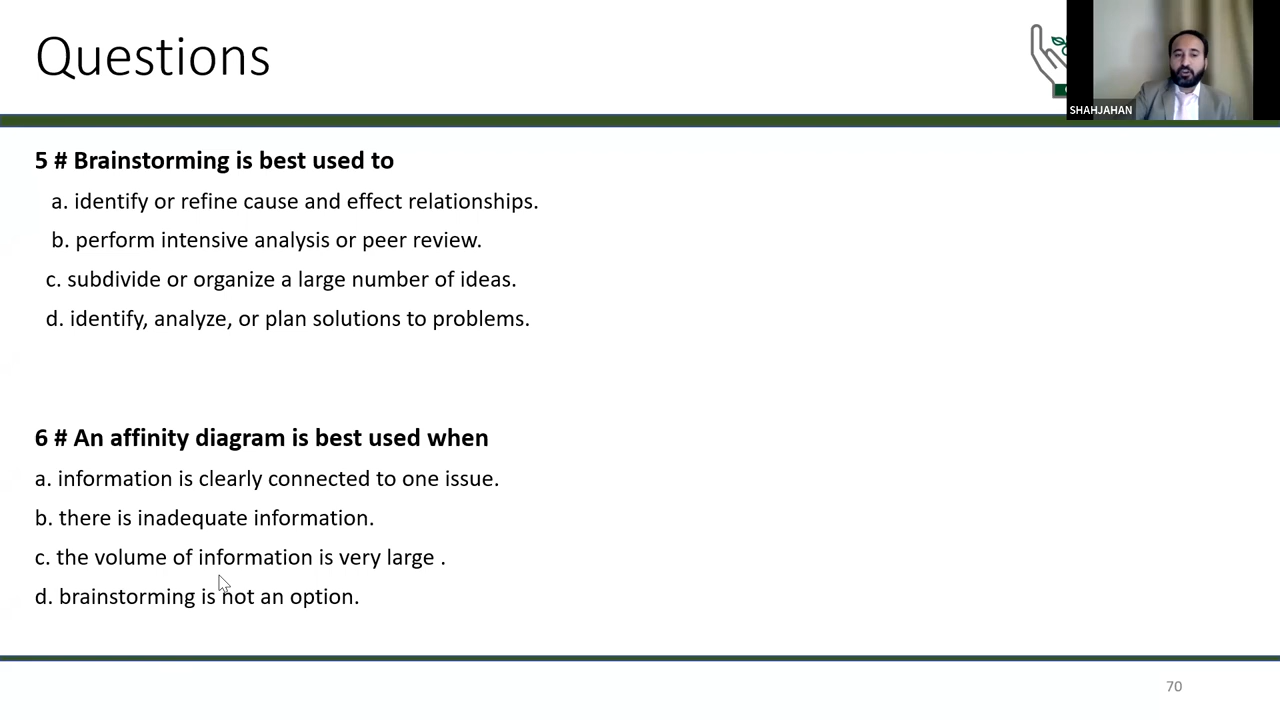 Questions
SHAHJAHAN
5 # Brainstorming is best used to
a. identify or refine cause and effect relationships.
b. perform intensive analysis or peer review.
c. subdivide or organize a large number of ideas.
d. identify, analyze, or plan solutions to problems.
6 # An affinity diagram is best used when
a. information is clearly connected to one issue.
b. there is inadequate information.
c. the volume of information is very large .
d. brainstorming is not an option.
70